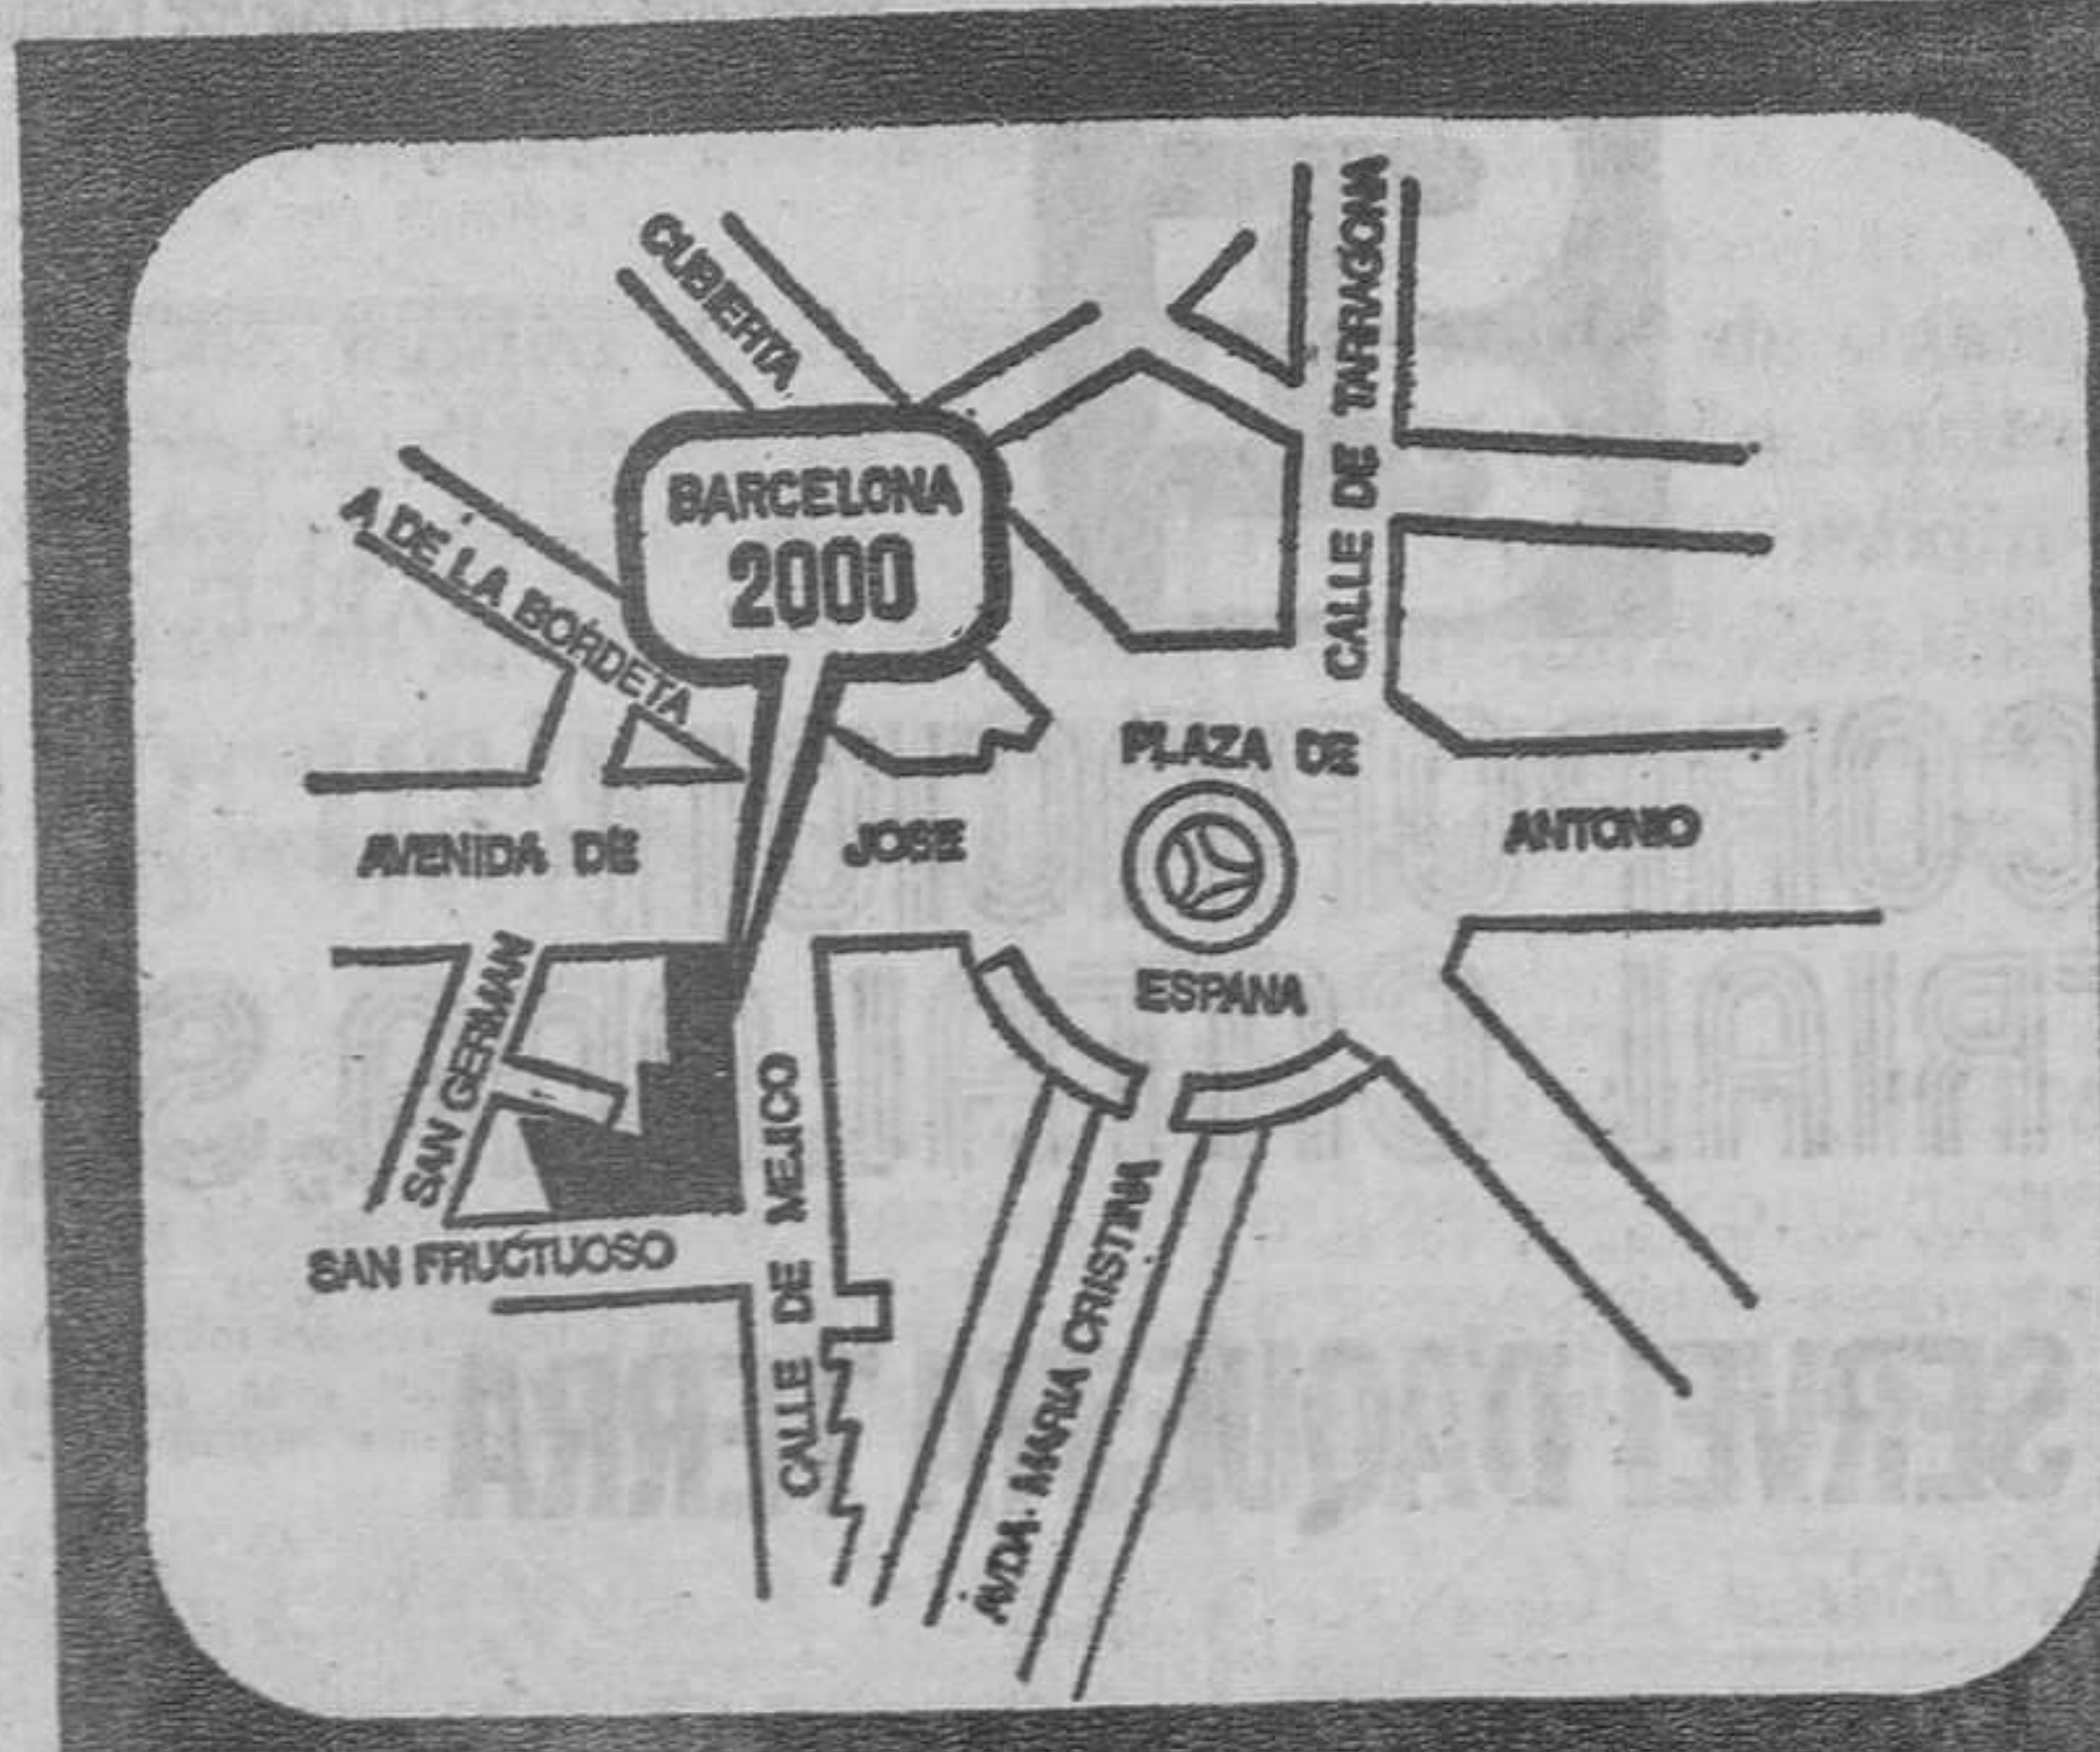 CUBIERTA
CALLE DE TARRAGONA
BARCELONA
2000
A DE LA BORDETA
PLAZA DE
AVENIDA DE JOSE ANTONIO
ESPAÑA
SAN GERMAN
SAN FRUCTUOSO
CALLE DE MEJICO
AVDA. MARIA CRISTINA